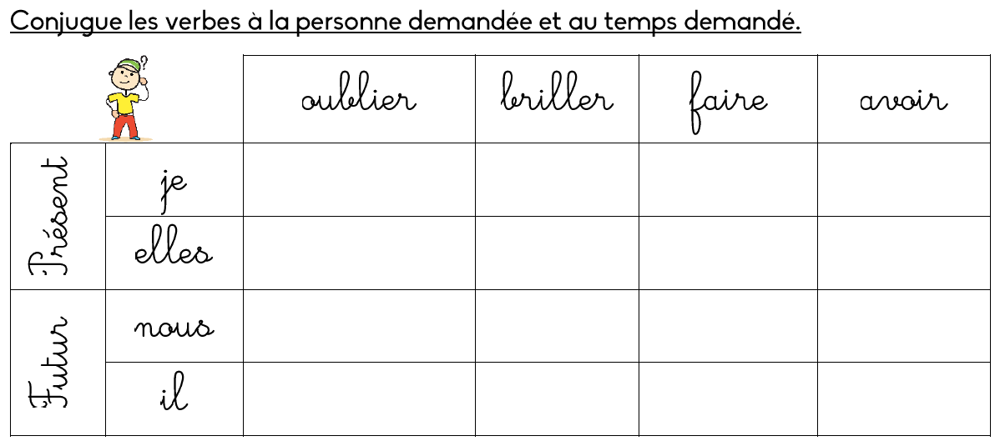 Conjugue les verbes à la personne demandée et au temps demandé.
?
oublier briller faire avoir
Présent
je
elles
Futur
nous
il